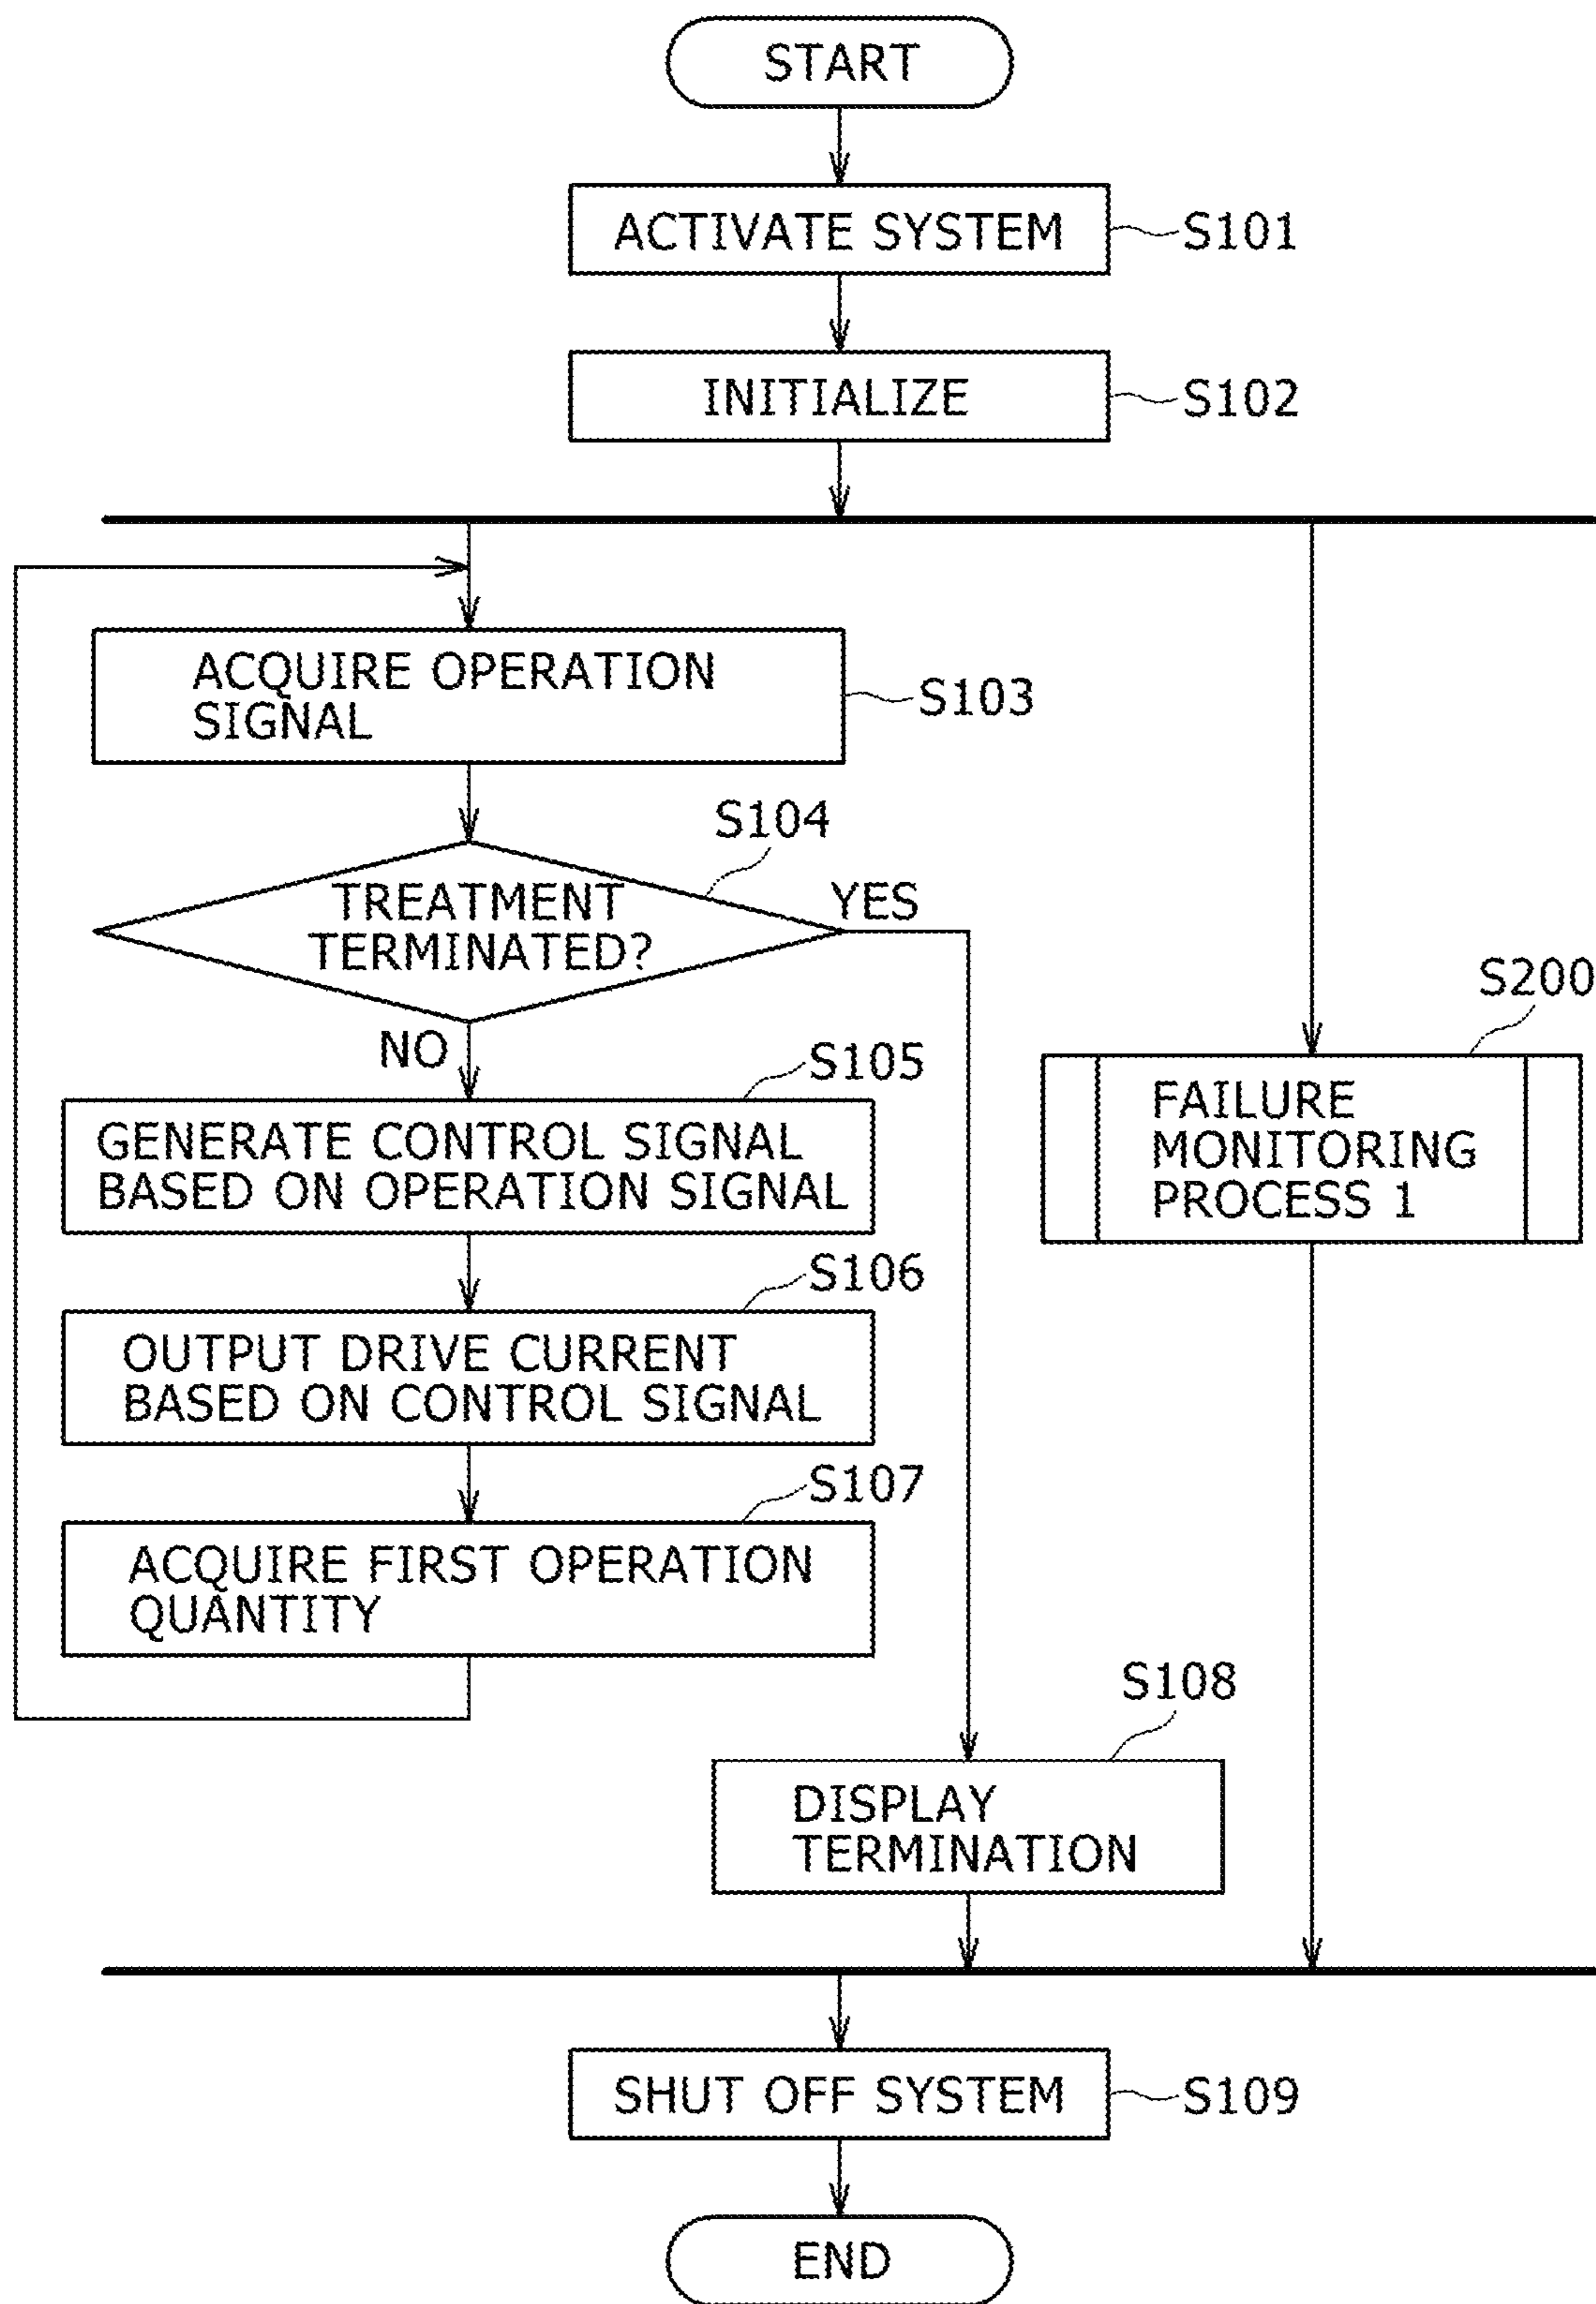 START
ACTIVATE SYSTEM
S101
INITIALIZE
S102
ACQUIRE OPERATION
SIGNAL
S103
S104
TREATMENT
TERMINATED?
YES
NO
S200
FAILURE
MONITORING
PROCESS 1
S105
GENERATE CONTROL SIGNAL
BASED ON OPERATION SIGNAL
S106
OUTPUT DRIVE CURRENT
BASED ON CONTROL SIGNAL
S107
ACQUIRE FIRST OPERATION
QUANTITY
S108
DISPLAY
TERMINATION
SHUT OFF SYSTEM
S109
END